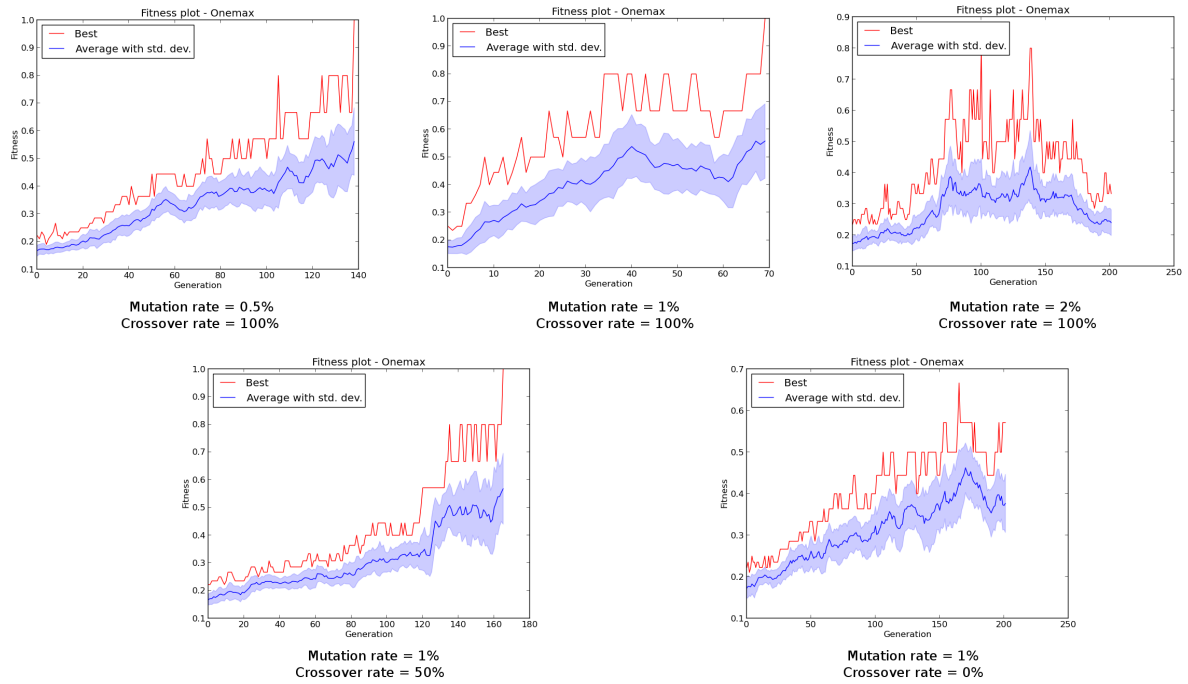 Fitness plot - Onemax
Best
Average with std. dev.
Fitness
1.0
0.9
0.8
0.7
0.6
0.5
0.4
0.3
0.2
0.1
0 20 40 60 80 100 120 140
Generation
Mutation rate = 0.5%
Crossover rate = 100%
Fitness plot - Onemax
Best
Average with std. dev.
Fitness
1.0
0.9
0.8
0.7
0.6
0.5
0.4
0.3
0.2
0.1
0 10 20 30 40 50 60 70
Generation
Mutation rate = 1%
Crossover rate = 100%
Fitness plot - Onemax
Best
Average with std. dev.
Fitness
0.9
0.8
0.7
0.6
0.5
0.4
0.3
0.2
0.1
0 50 100 150 200 250
Generation
Mutation rate = 2%
Crossover rate = 100%
Fitness plot - Onemax
Best
Average with std. dev.
Fitness
1.0
0.9
0.8
0.7
0.6
0.5
0.4
0.3
0.2
0.1
0 20 40 60 80 100 120 140 160 180
Generation
Mutation rate = 1%
Crossover rate = 50%
Fitness plot - Onemax
Best
Average with std. dev.
Fitness
0.7
0.6
0.5
0.4
0.3
0.2
0.1
0 50 100 150 200 250
Generation
Mutation rate = 1%
Crossover rate = 0%